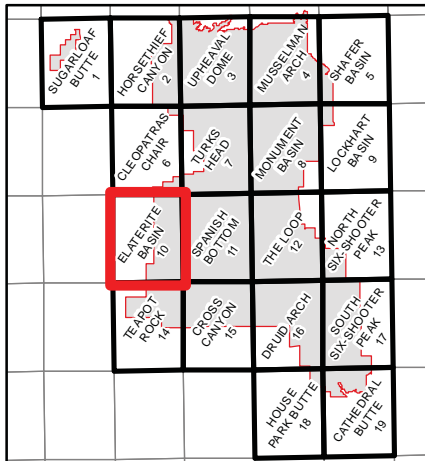 SUGARLOAF
BUTTE
1
HORSETHIEF
CANYON
2
UPHEAVAL
DOME
3
MUSSELMAN
ARCH
4
SHAFER
BASIN
5
CLEOPATRAS
CHAIR
6
TURKS
HEAD
7
MONUMENT
BASIN
8
LOCKHART
BASIN
9
ELATERITE
BASIN
10
SPANISH
BOTTOM
11
THE LOOP
12
NORTH
SIX-SHOOTER
PEAK
13
TEAPOT
ROCK
14
CROSS
CANYON
15
DRUID ARCH
16
SOUTH
SIX-SHOOTER
PEAK
17
HOUSE
PARK BUTTE
18
CATHEDRAL
BUTTE
19